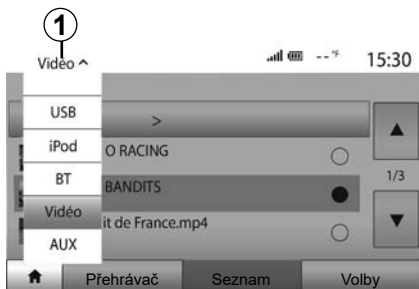 1
Vidéo ^
--°F 15:30
USB
>
iPod
O RACING
BT
BANDITS
1/3
Vidéo
it de France.mp4
AUX
Přehrávač Seznam Volby